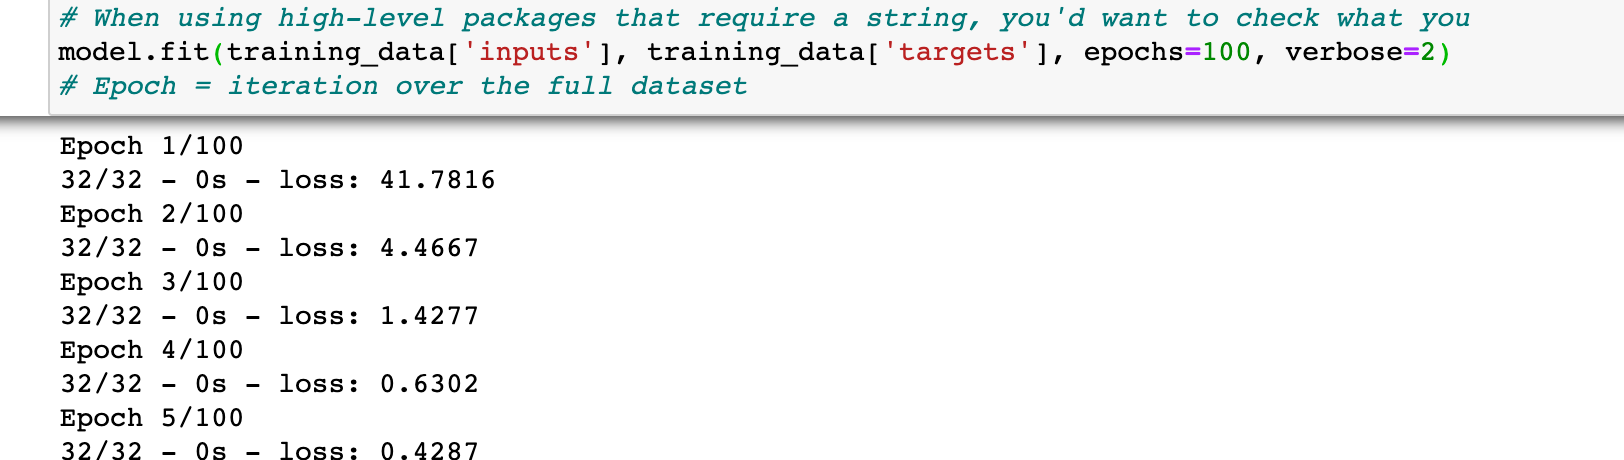 # When using high-level packages that require a string, you'd want to check what you
model.fit(training_data['inputs'], training_data['targets'], epochs=100, verbose=2)
# Epoch = iteration over the full dataset
Epoch 1/100
32/32 - 0s - loss: 41.7816
Epoch 2/100
32/32 - 0s - loss: 4.4667
Epoch 3/100
32/32 - 0s - loss: 1.4277
Epoch 4/100
32/32 - 0s - loss: 0.6302
Epoch 5/100
32/32 - 0s - loss: 0.4287